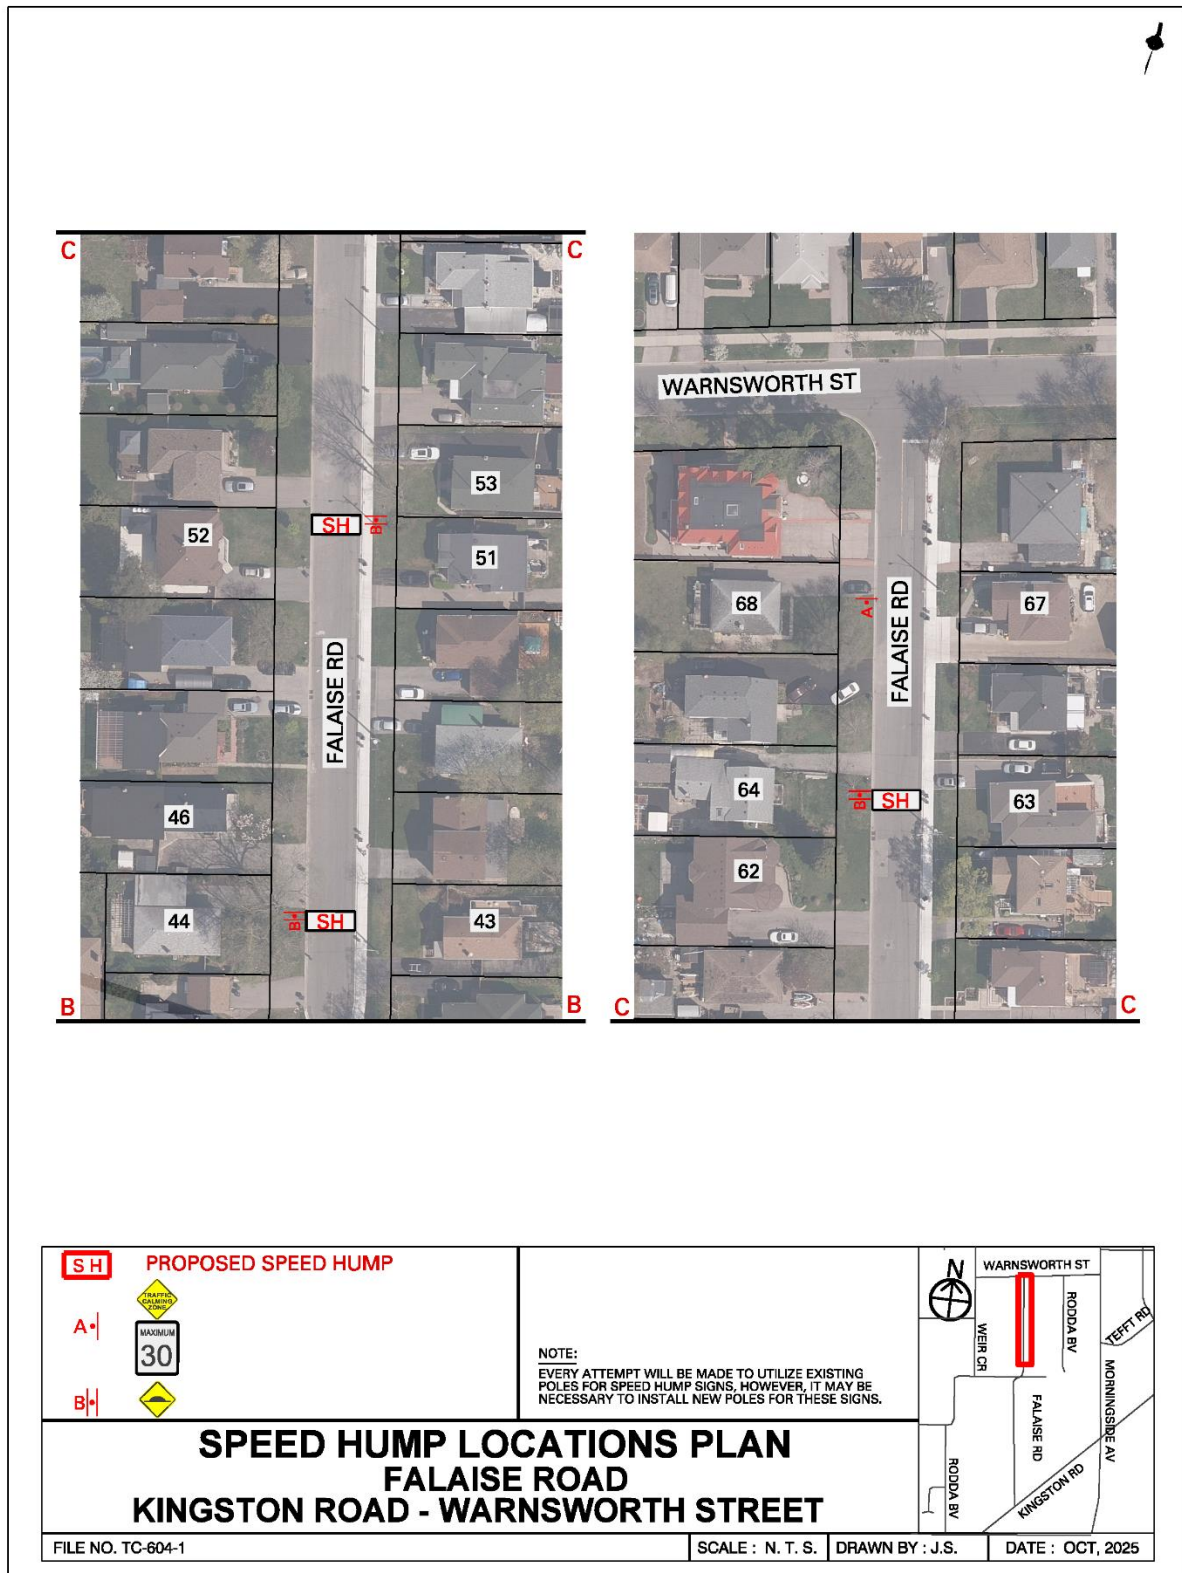 C
C
53
SH
B
52
51
FALAISE RD
46
44
B
SH
43
B
B
WARNSWORTH ST
68
A
FALAISE RD
67
64
B
SH
63
62
C
C
SH
PROPOSED SPEED HUMP
TRAFFIC
CALMING
ZONE
A
MAXIMUM
30
B
NOTE:
EVERY ATTEMPT WILL BE MADE TO UTILIZE EXISTING
POLES FOR SPEED HUMP SIGNS, HOWEVER, IT MAY BE
NECESSARY TO INSTALL NEW POLES FOR THESE SIGNS.
N
WARNSWORTH ST
WEIR CR
RODDA BV
TEFFT RD
MORNINGSIDE AV
FALAISE RD
RODDA BV
KINGSTON RD
SPEED HUMP LOCATIONS PLAN
FALAISE ROAD
KINGSTON ROAD - WARNSWORTH STREET
FILE NO. TC-604-1
SCALE : N. T. S.
DRAWN BY : J.S.
DATE : OCT, 2025